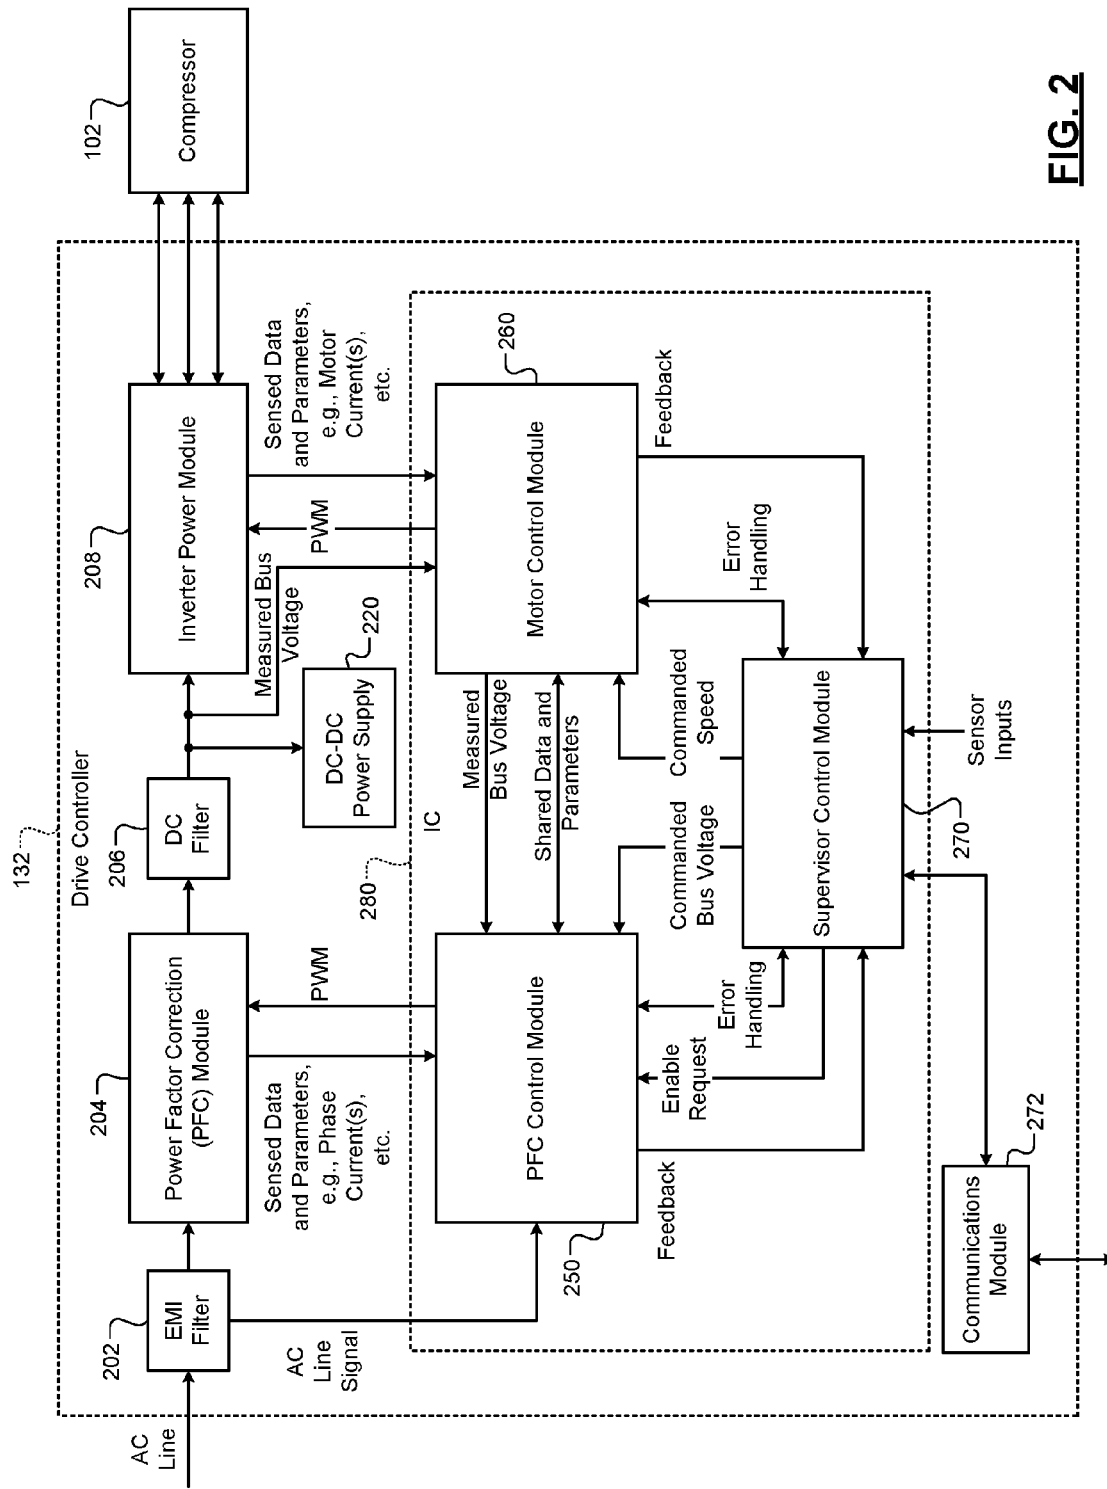 132
Drive Controller
AC
Line
202
EMI
Filter
204
Power Factor Correction
(PFC) Module
206
DC
Filter
208
Inverter Power Module
102
Compressor
AC
Line
Signal
Sensed Data
and Parameters,
e.g., Phase
Current(s),
etc.
PWM
DC-DC
Power Supply
220
Measured Bus
Voltage
PWM
Sensed Data
and Parameters,
e.g., Motor
Current(s),
etc.
280
IC
250
PFC Control Module
Measured
Bus Voltage
Shared Data and
Parameters
Motor Control Module
260
Feedback
Enable
Request
Error
Handling
Commanded
Bus Voltage
Commanded
Speed
Error
Handling
Feedback
Supervisor Control Module
270
Sensor
Inputs
Communications
Module
272
FIG. 2